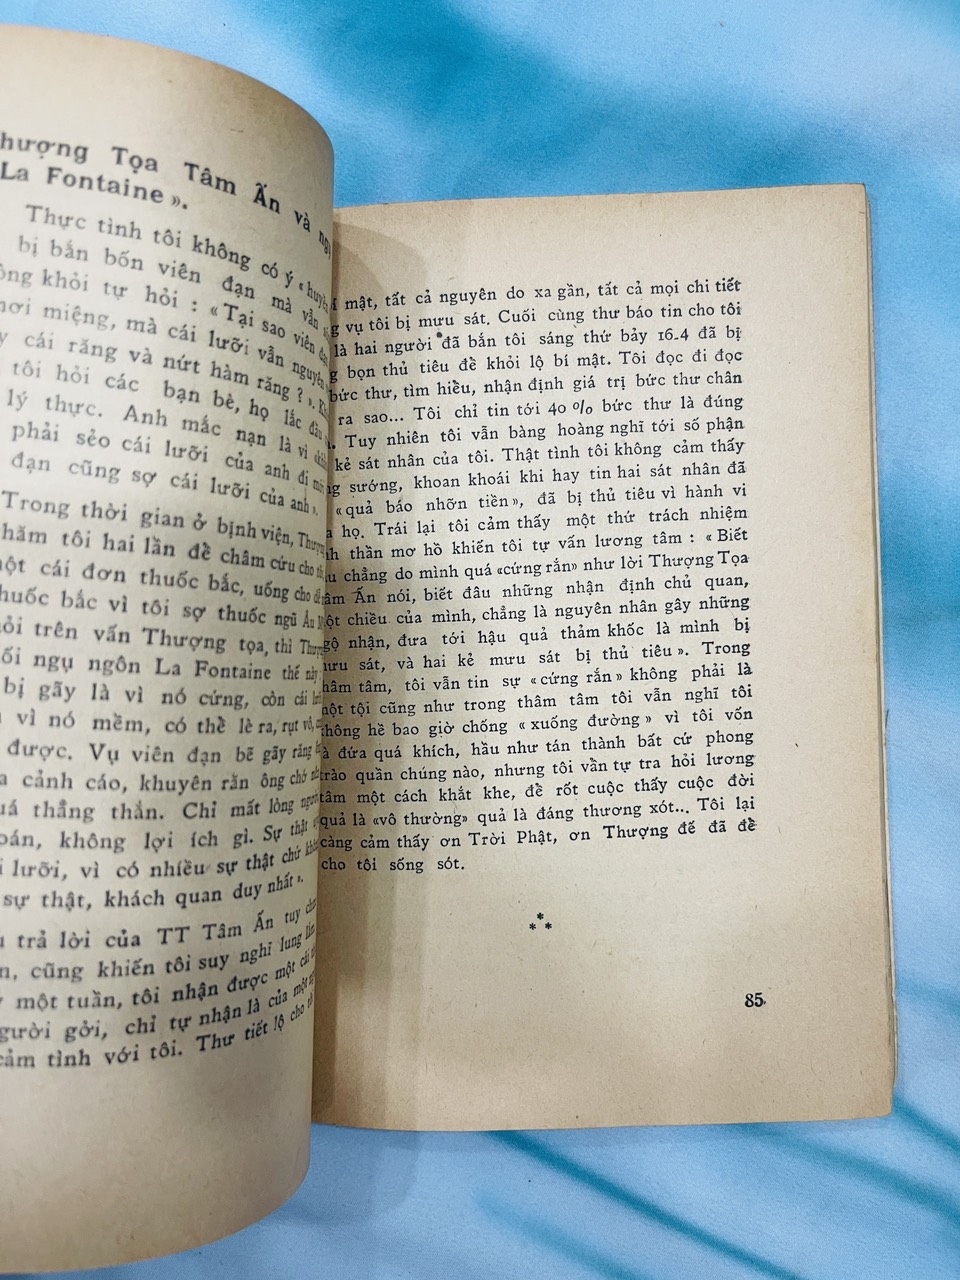 hượng Tọa Tâm Ấn và
La Fontaine ».
Thực tình tôi không có ý « huyền
bị bắn bốn viên đạn mà vẫn
ông khỏi tự hỏi : « Tại sao viên đạn
hơi miệng, mà cái lưỡi vẫn nguyên
y cái răng và nứt hàm răng ? ».
tôi hỏi các bạn bè, họ lắc đầu
lý thực. Anh mắc nạn là vì
phải sẻo cái lưỡi của anh đi
đạn cũng sợ cái lưỡi của anh ».
Trong thời gian ở bịnh viện, Thượng
hăm tôi hai lần để châm cứu cho
một cái đơn thuốc bắc, uống cho
huốc bắc vì tôi sợ thuốc ngũ Âu
ỏi trên vấn Thượng tọa, thì Thượng
ối ngụ ngôn La Fontaine thế này
bị gãy là vì nó cứng, còn cái lưỡi
vì nó mềm, có thể lè ra, rụt vô,
được. Vụ viên đạn bẽ gãy răng
a cảnh cáo, khuyên răn ông chớ
uá thẳng thắn. Chỉ mất lòng người
oán, không lợi ích gì. Sự thật
lưỡi, vì có nhiều sự thật chứ
sự thật, khách quan duy nhất ».
trả lời của TT Tâm Ấn tuy
n, cũng khiến tôi suy nghĩ lung
một tuần, tôi nhận được một cái
gười gởi, chỉ tự nhận là của một
cảm tình với tôi. Thư tiết lộ cho
í mật, tất cả nguyên do xa gần, tất cả mọi chi tiết
g vụ tôi bị mưu sát. Cuối cùng thư báo tin cho tôi
là hai người đã bắn tôi sáng thứ bảy 16.4 đã bị
g bọn thủ tiêu để khỏi lộ bí mật. Tôi đọc đi đọc
bức thư, tìm hiểu, nhận định giá trị bức thư chân
ra sao... Tôi chỉ tin tới 40 % bức thư là đúng
. Tuy nhiên tôi vẫn bàng hoàng nghĩ tới số phận
kẻ sát nhân của tôi. Thật tình tôi không cảm thấy
ng sướng, khoan khoái khi hay tin hai sát nhân đã
« quả báo nhỡn tiền », đã bị thủ tiêu vì hành vi
a họ. Trái lại tôi cảm thấy một thứ trách nhiệm
nh thần mơ hồ khiến tôi tự vấn lương tâm : « Biết
u chẳng do mình quá «cứng rắn» như lời Thượng Tọa
âm Ấn nói, biết đâu những nhận định chủ quan,
ột chiều của mình, chẳng là nguyên nhân gây những
gộ nhận, đưa tới hậu quả thảm khốc là mình bị
ưu sát, và hai kẻ mưu sát bị thủ tiêu ». Trong
hâm tâm, tôi vẫn tin sự «cứng rắn» không phải là
một tội cũng như trong thâm tâm tôi vẫn nghĩ tôi
không hề bao giờ chống « xuống đường » vì tôi vốn
à đứa quá khích, hầu như tán thành bất cứ phong
trào quần chúng nào, nhưng tôi vẫn tự tra hỏi lương
tâm một cách khắt khe, để rốt cuộc thấy cuộc đời
quả là «vô thường» quả là đáng thương xót... Tôi lại
càng cảm thấy ơn Trời Phật, ơn Thượng đế đã để
cho tôi sống sót.
***
85